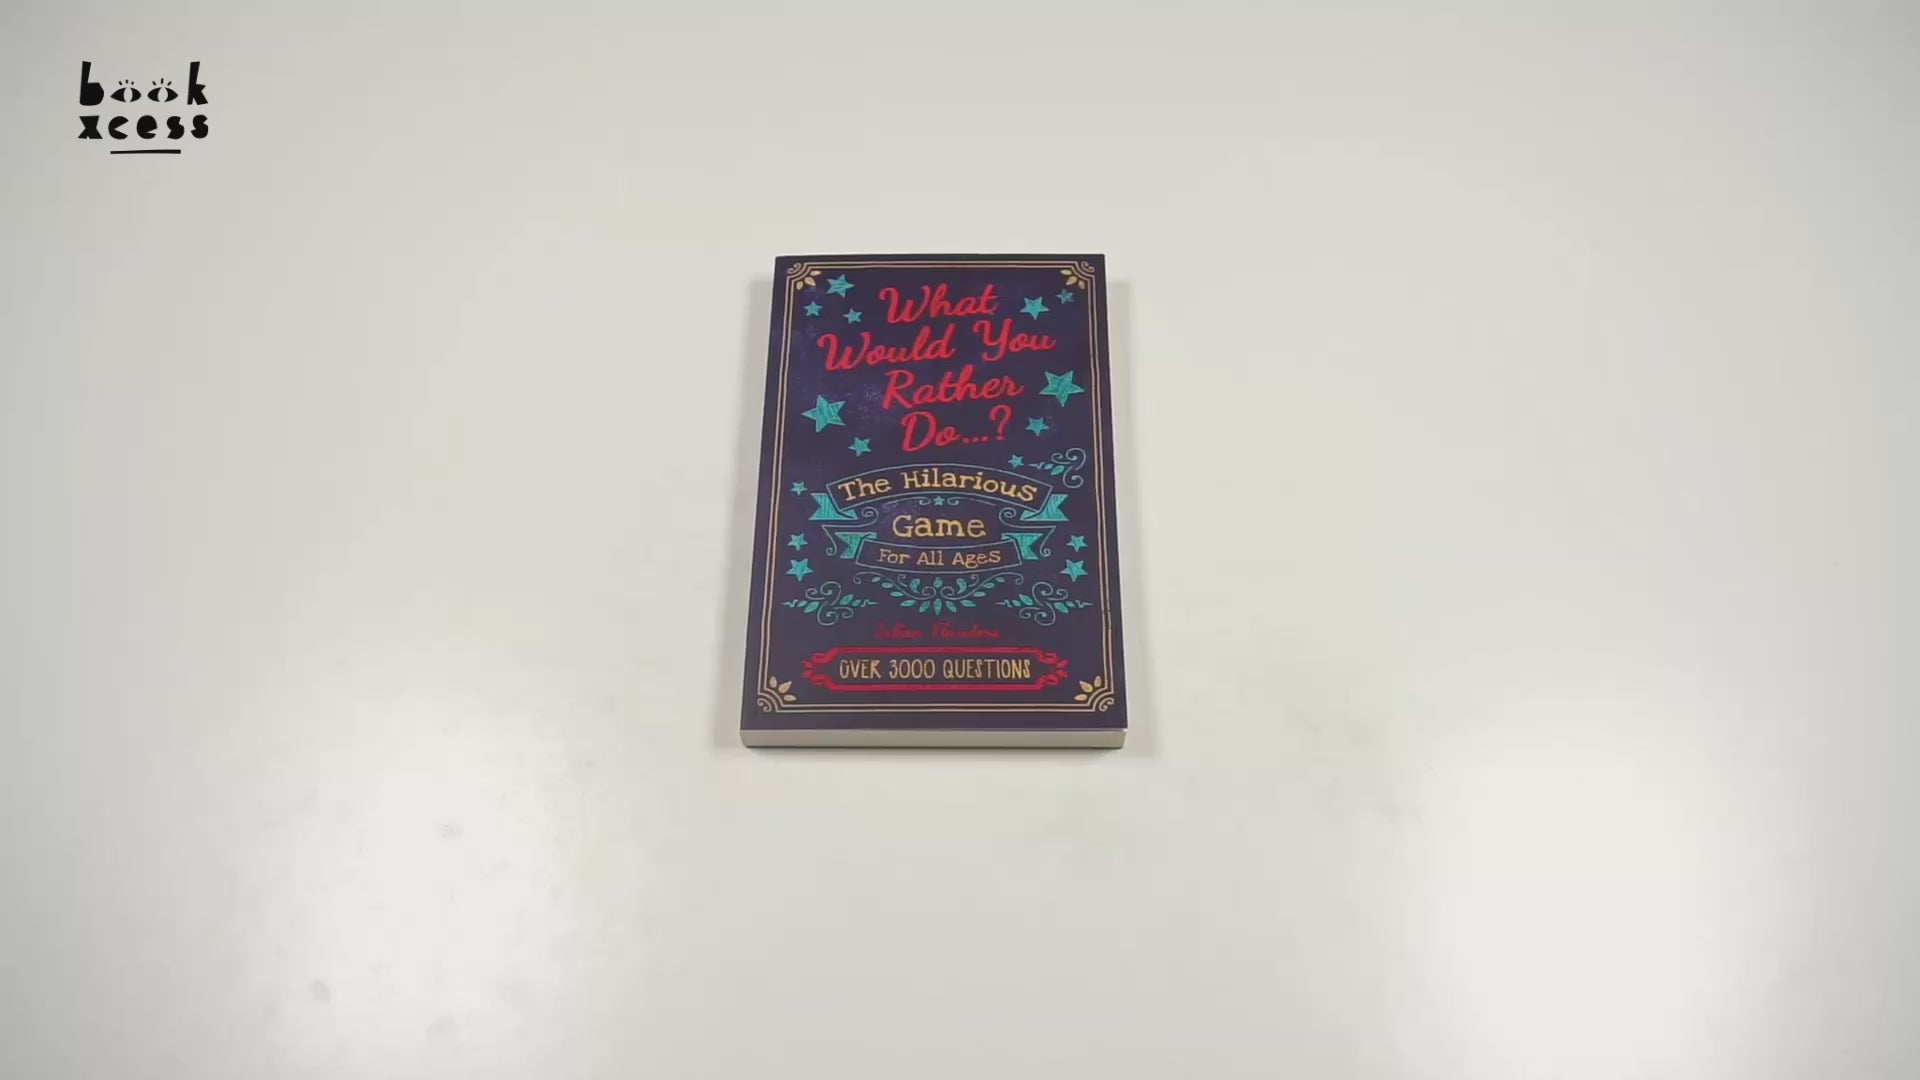 book
xcess
What
Would You
Rather
Do...?
The Hilarious
Game
For All Ages
OVER 3000 QUESTIONS